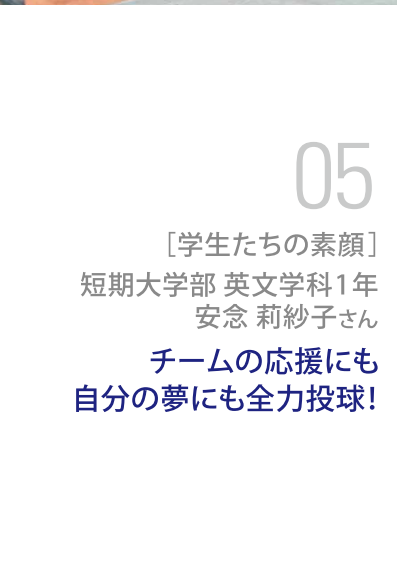 05
［学生たちの素顔］
短期大学部 英文学科1年
安念 莉紗子さん
チームの応援にも
自分の夢にも全力投球！